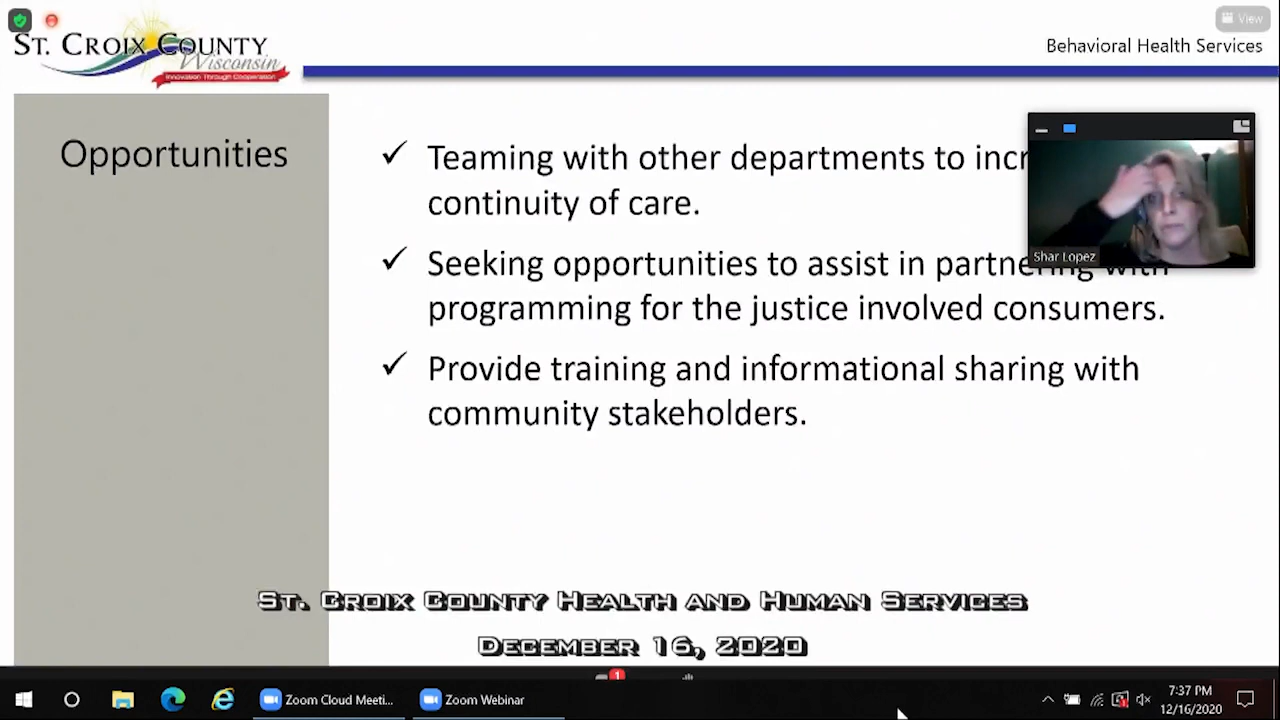 View
St. Croix County
Wisconsin
Innovation Through Cooperation
Behavioral Health Services
Opportunities
✓ Teaming with other departments to incr
continuity of care.
✓ Seeking opportunities to assist in partnering with
programming for the justice involved consumers.
✓ Provide training and informational sharing with
community stakeholders.
Shar Lopez
St. Croix County Health and Human Services
December 16, 2020
1
Zoom Cloud Meeti...
Zoom Webinar
7:37 PM
12/16/2020